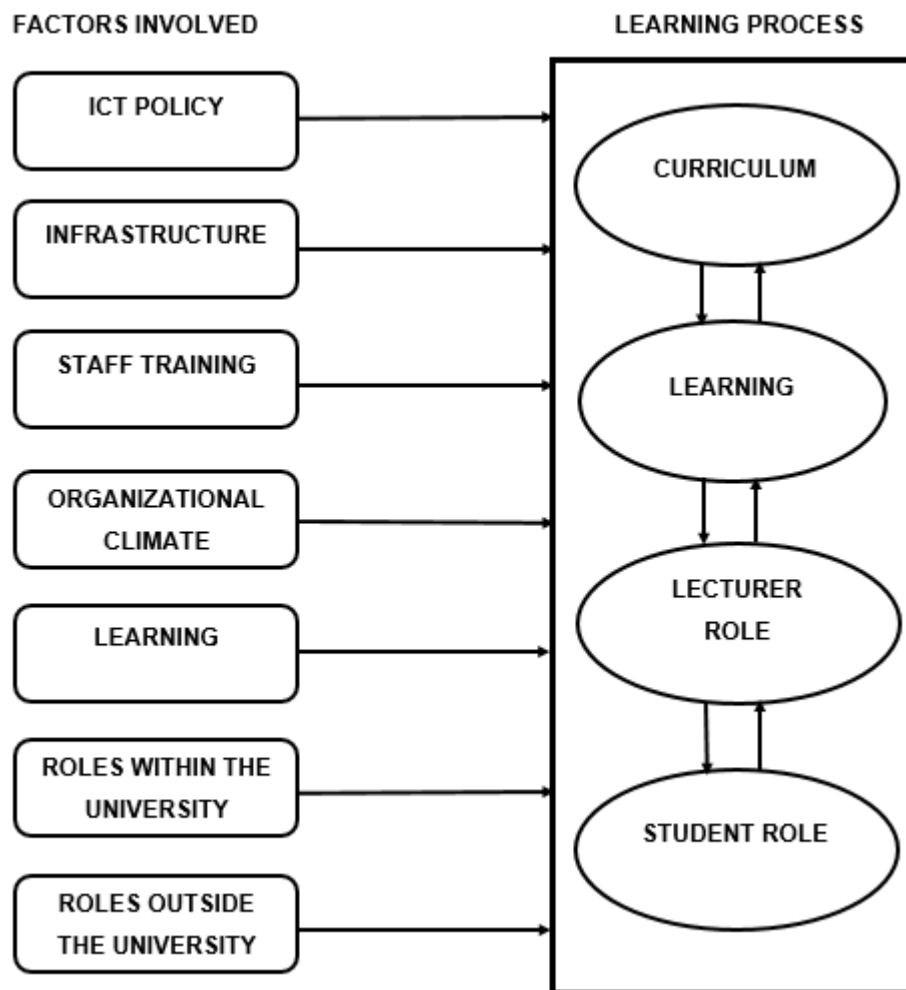 FACTORS INVOLVED
LEARNING PROCESS
ICT POLICY
INFRASTRUCTURE
STAFF TRAINING
ORGANIZATIONAL
CLIMATE
LEARNING
ROLES WITHIN THE
UNIVERSITY
ROLES OUTSIDE
THE UNIVERSITY
CURRICULUM
LEARNING
LECTURER
ROLE
STUDENT ROLE